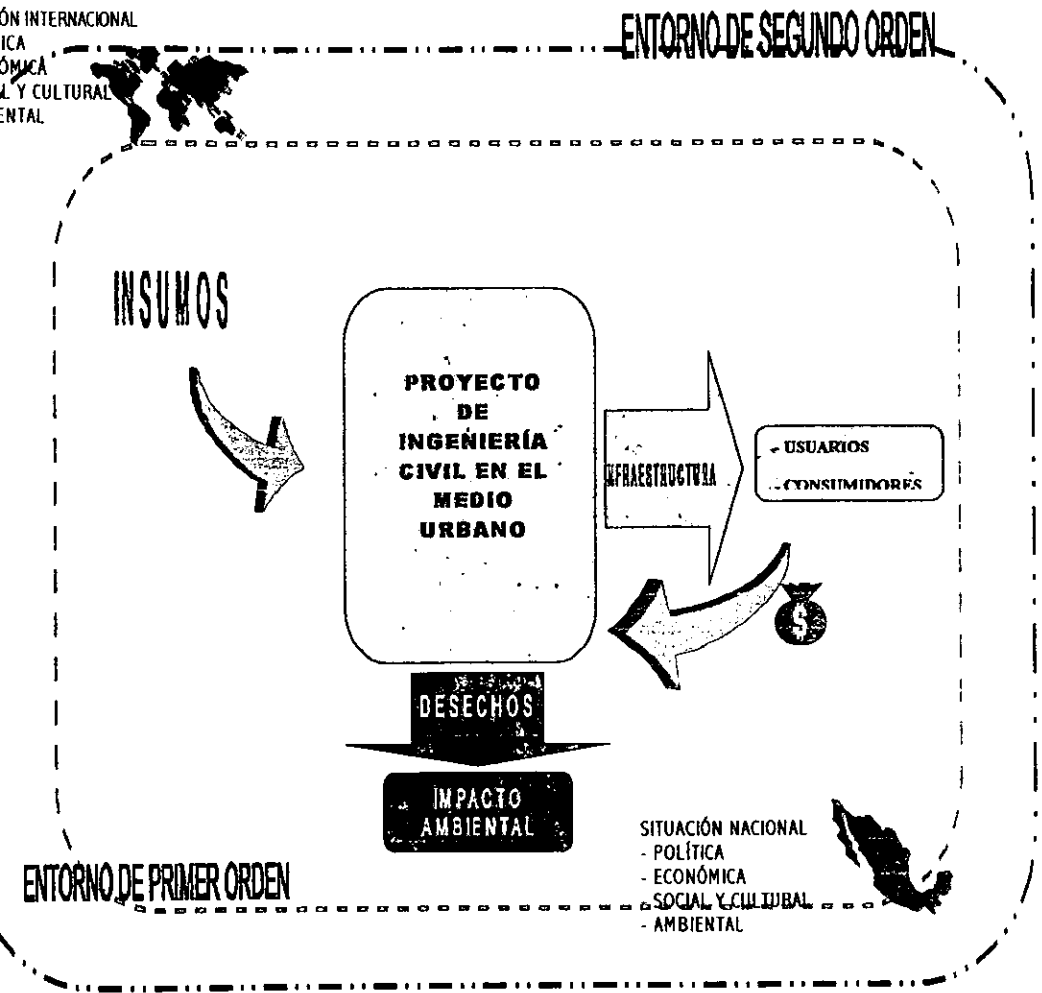 ÓN INTERNACIONAL
ICA
ÓMICA
L Y CULTURAL
ENTAL
ENTORNO DE SEGUNDO ORDEN
INSUMOS
PROYECTO
DE
INGENIERÍA
CIVIL EN EL
MEDIO
URBANO
INFRAESTRUCTURA
- USUARIOS
- CONSUMIDORES
$
DESECHOS
IMPACTO
AMBIENTAL
SITUACIÓN NACIONAL
- POLÍTICA
- ECONÓMICA
- SOCIAL Y CULTURAL
- AMBIENTAL
ENTORNO DE PRIMER ORDEN